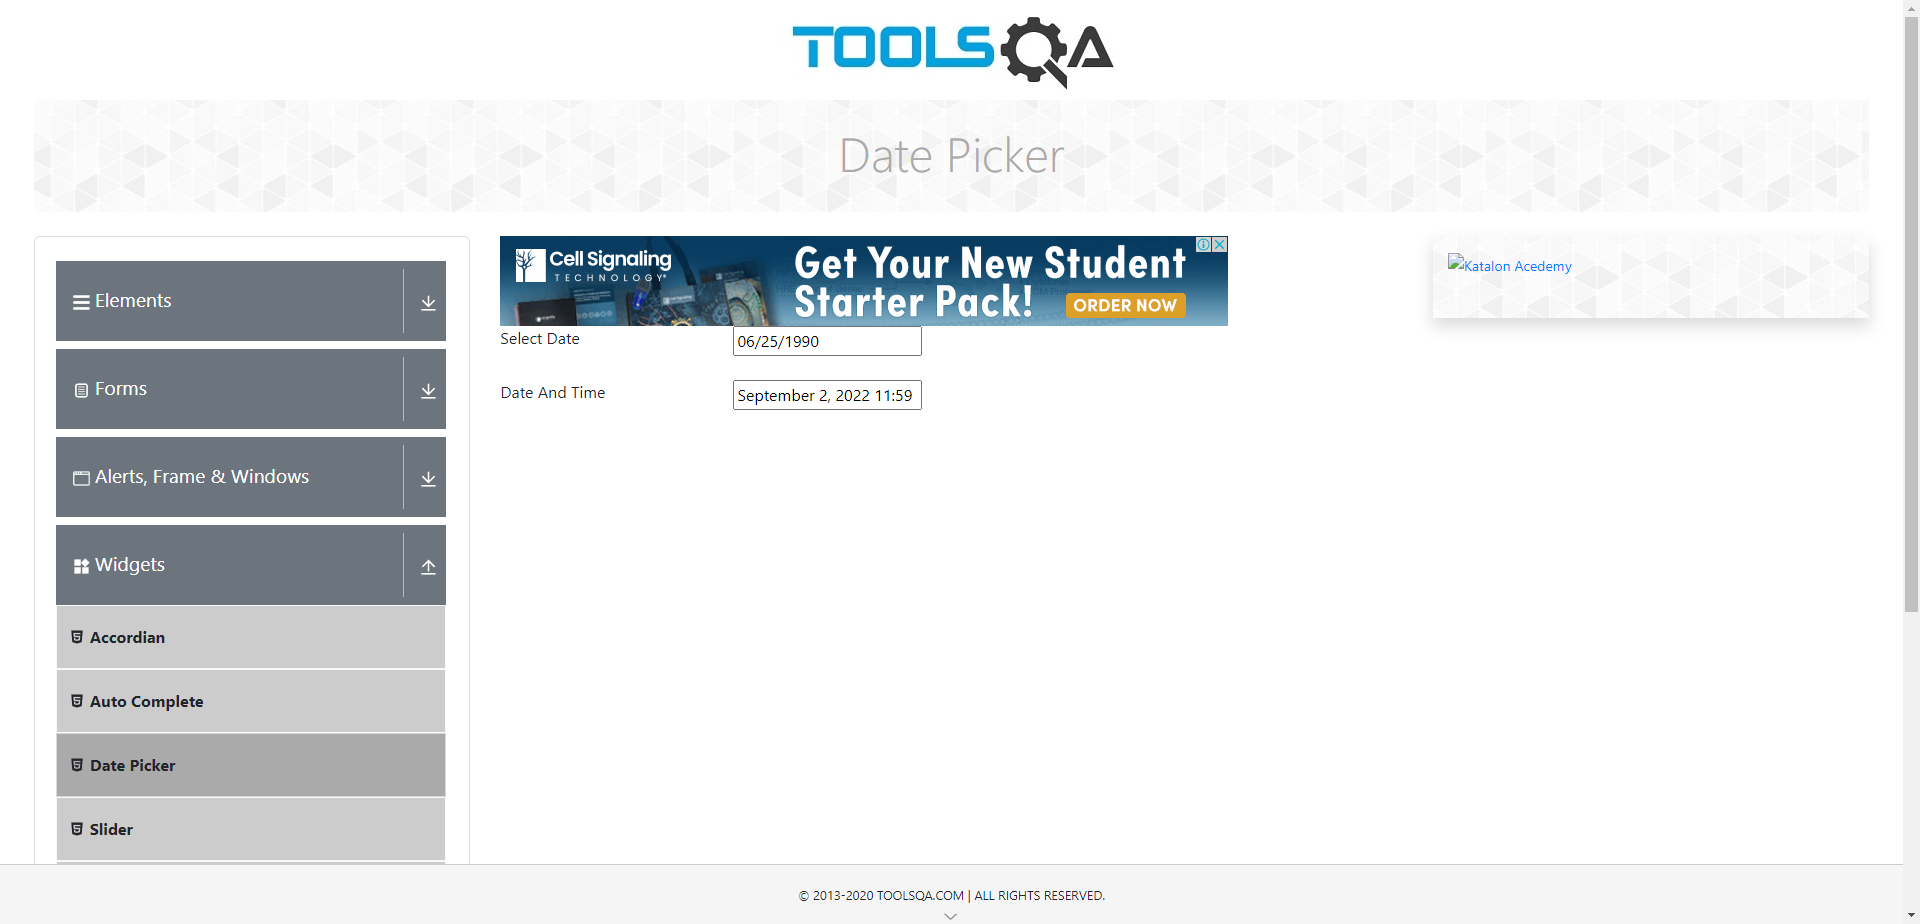 TOOLSQA
Date Picker
Elements
Forms
Alerts, Frame & Windows
Widgets
Accordian
Auto Complete
Date Picker
Slider
Cell Signaling
TECHNOLOGY®
Get Your New Student
Starter Pack!
ORDER NOW
Select Date
06/25/1990
Date And Time
September 2, 2022 11:59
Katalon Acedemy
© 2013-2020 TOOLSQA.COM | ALL RIGHTS RESERVED.